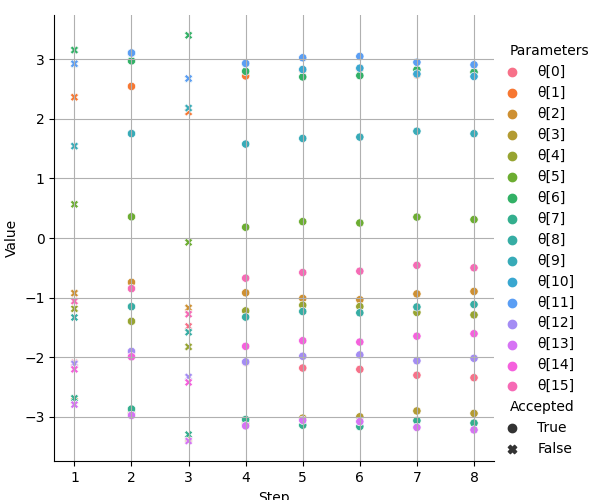 3
2
1
0
−1
−2
−3
Value
1 2 3 4 5 6 7 8
Step
Parameters
θ[0]
θ[1]
θ[2]
θ[3]
θ[4]
θ[5]
θ[6]
θ[7]
θ[8]
θ[9]
θ[10]
θ[11]
θ[12]
θ[13]
θ[14]
θ[15]
Accepted
True
False